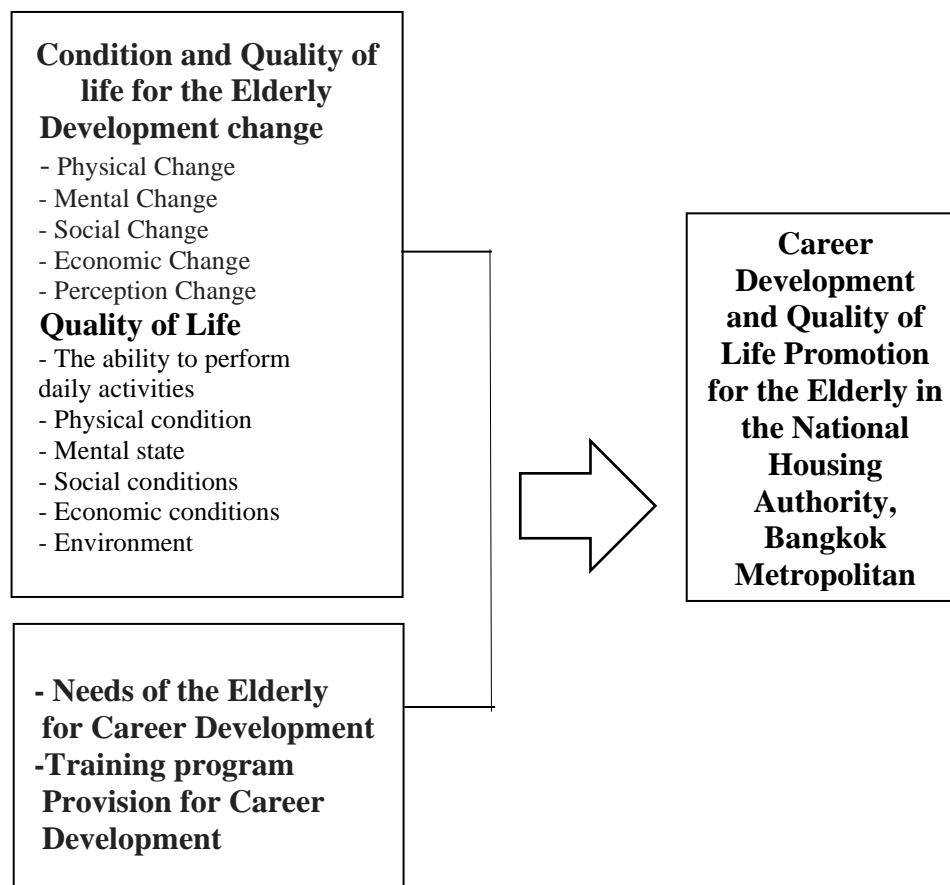 Condition and Quality of
life for the Elderly
Development change
- Physical Change
- Mental Change
- Social Change
- Economic Change
- Perception Change
Quality of Life
- The ability to perform
daily activities
- Physical condition
- Mental state
- Social conditions
- Economic conditions
- Environment
- Needs of the Elderly
for Career Development
-Training program
Provision for Career
Development
Career
Development
and Quality of
Life Promotion
for the Elderly in
the National
Housing
Authority,
Bangkok
Metropolitan